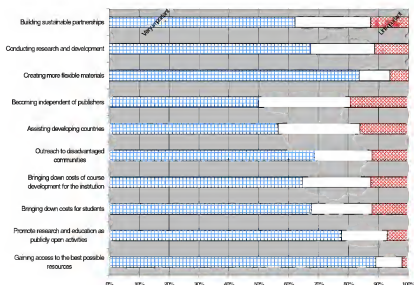 Very important
Unimportant
Building sustainable partnerships
Conducting research and development
Creating more flexible materials
Becoming independent of publishers
Assisting developing countries
Outreach to disadvantaged
communities
Bringing down costs of course
development for the institution
Bringing down costs for students
Promote research and education as
publicly open activities
Gaining access to the best possible
resources
0% 10% 20% 30% 40% 50% 60% 70% 80% 90% 100%